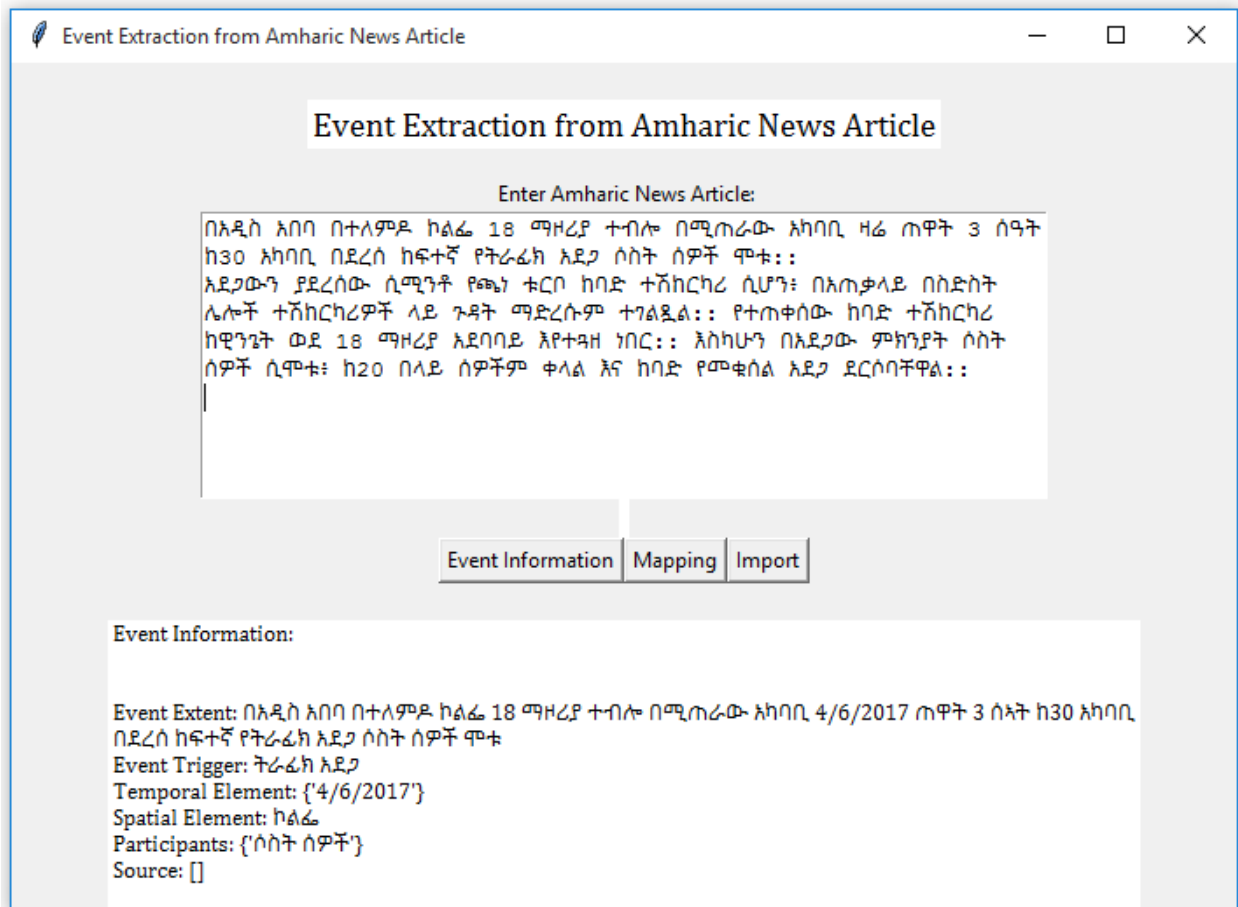 Event Extraction from Amharic News Article
Event Extraction from Amharic News Article
Enter Amharic News Article:
በአዲስ አበባ በተለምዶ ኮልፌ 18 ማዞሪያ ተብሎ በሚጠራው አካባቢ ዛሬ ጠዋት 3 ሰዓት
ከ30 አካባቢ በደረሰ ከፍተኛ የትራፊክ አደጋ ሶስት ሰዎች ሞቱ::
አደጋውን ያደረሰው ሲሚንቶ የጫነ ቱርቦ ከባድ ተሽከርካሪ ሲሆን፥ በአጠቃላይ በስድስት
ሌሎች ተሽከርካሪዎች ላይ ጉዳት ማድረሱም ተገልጿል:: የተጠቀሰው ከባድ ተሽከርካሪ
ከዊንጌት ወደ 18 ማዞሪያ አደባባይ እየተጓዘ ነበር:: እስካሁን በአደጋው ምክንያት ሶስት
ሰዎች ሲሞቱ፥ ከ20 በላይ ሰዎችም ቀላል እና ከባድ የመቁሰል አደጋ ደርሶባቸዋል::
Event Information Mapping Import
Event Information:
Event Extent: በአዲስ አበባ በተለምዶ ኮልፌ 18 ማዞሪያ ተብሎ በሚጠራው አካባቢ 4/6/2017 ጠዋት 3 ሰኣት ከ30 አካባቢ
በደረሰ ከፍተኛ የትራፊክ አደጋ ሶስት ሰዎች ሞቱ
Event Trigger: ትራፊክ አደጋ
Temporal Element: {'4/6/2017'}
Spatial Element: ኮልፌ
Participants: {'ሶስት ሰዎች'}
Source: []